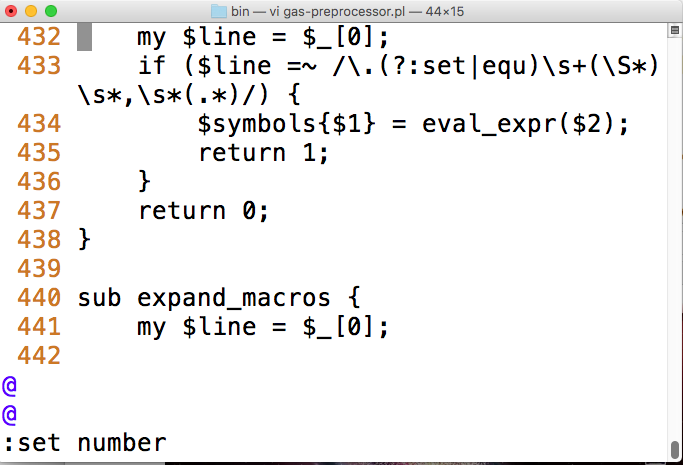 bin — vi gas-preprocessor.pl — 44×15
432     my $line = $_[0];
433     if ($line =~ /\.(?:set|equ)\s+(\S*)
\s*,\s*(.*)/) {
434         $symbols{$1} = eval_expr($2);
435         return 1;
436     }
437     return 0;
438 }
439
440 sub expand_macros {
441     my $line = $_[0];
442
@
@
:set number